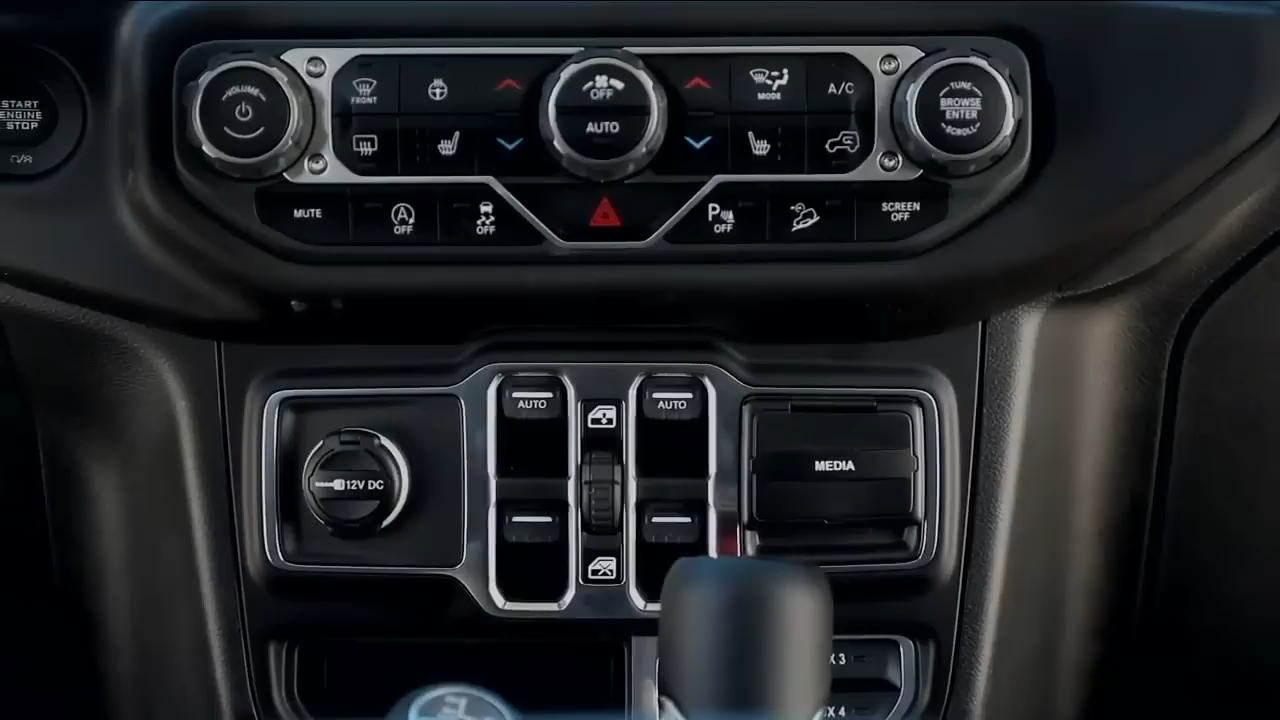 START
ENGINE
STOP
VOLUME
FRONT
OFF
AUTO
MODE
A/C
TUNE
BROWSE
ENTER
SCROLL
MUTE
A
OFF
OFF
P
OFF
SCREEN
OFF
AUTO
AUTO
12V DC
MEDIA
X 3
X 4